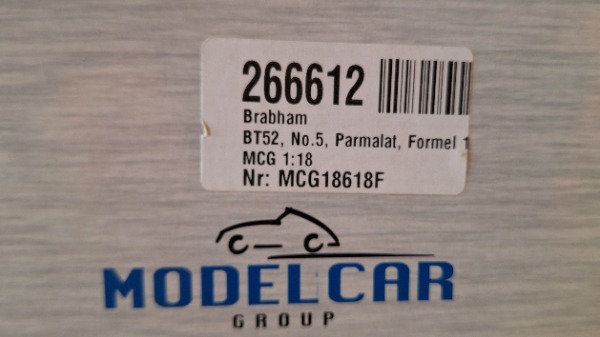 266612
Brabham
BT52, No.5, Parmalat, Formel 1
MCG 1:18
Nr: MCG18618F
MODELCAR
GROUP